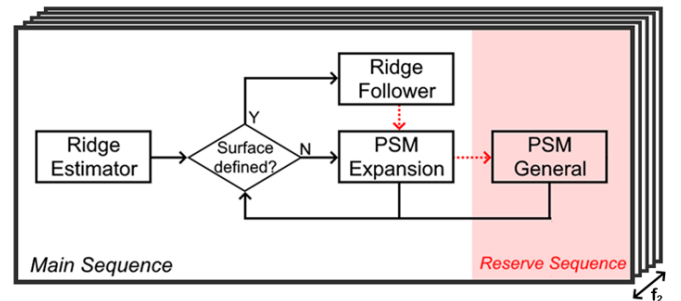 Ridge
Follower
Y
Ridge
Estimator
Surface
defined?
N
PSM
Expansion
PSM
General
Main Sequence
Reserve Sequence
f₂